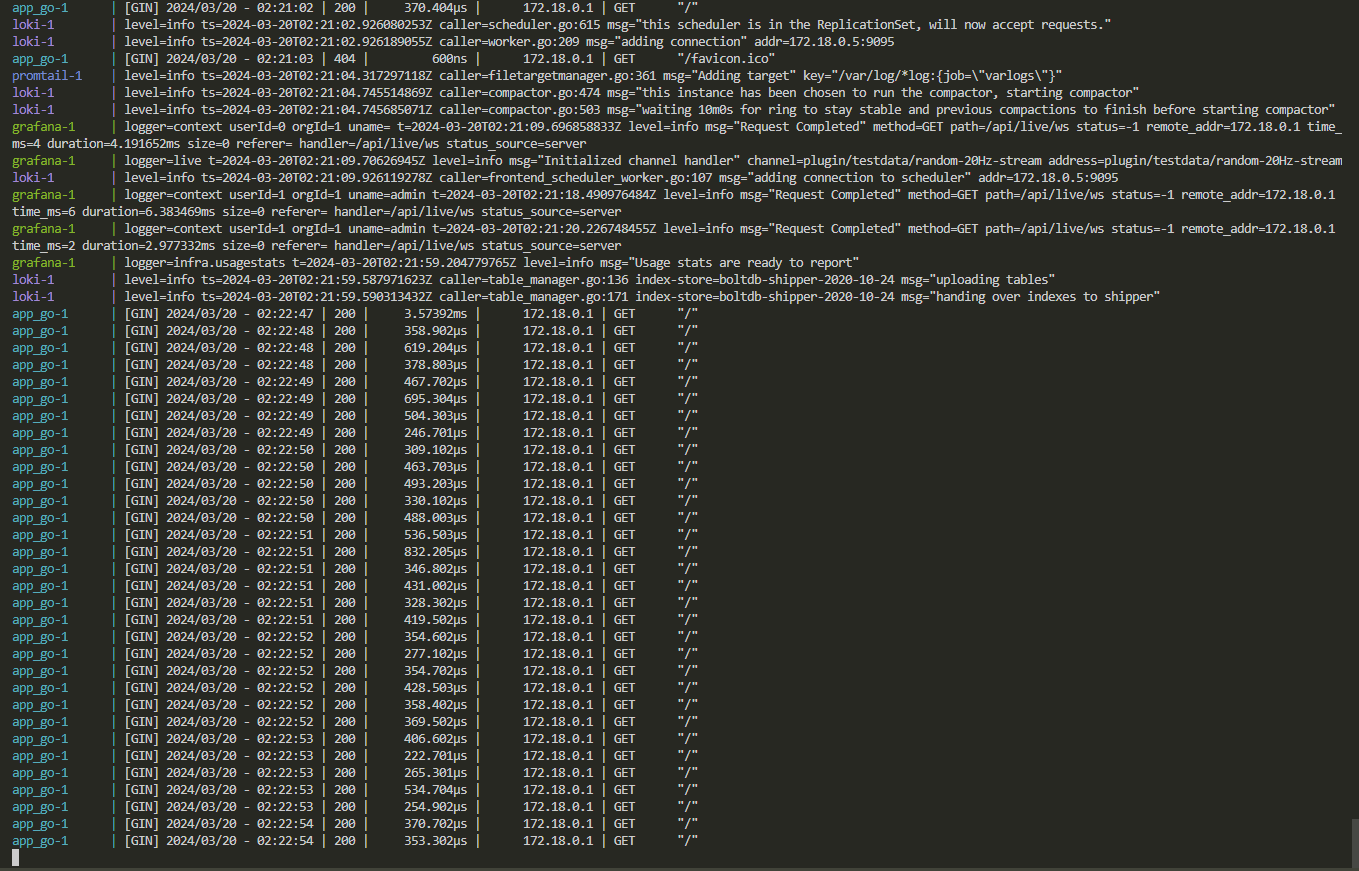 app_go-1 | [GIN] 2024/03/20 - 02:21:02 | 200 | 370.404µs | 172.18.0.1 | GET "/"
loki-1 | level=info ts=2024-03-20T02:21:02.926080253Z caller=scheduler.go:615 msg="this scheduler is in the ReplicationSet, will now accept requests."
loki-1 | level=info ts=2024-03-20T02:21:02.926189055Z caller=worker.go:209 msg="adding connection" addr=172.18.0.5:9095
app_go-1 | [GIN] 2024/03/20 - 02:21:03 | 404 | 600ns | 172.18.0.1 | GET "/favicon.ico"
promtail-1 | level=info ts=2024-03-20T02:21:04.317297118Z caller=filetargetmanager.go:361 msg="Adding target" key="/var/log/*log:{job=\"varlogs\"}"
loki-1 | level=info ts=2024-03-20T02:21:04.745514869Z caller=compactor.go:474 msg="this instance has been chosen to run the compactor, starting compactor"
loki-1 | level=info ts=2024-03-20T02:21:04.745685071Z caller=compactor.go:503 msg="waiting 10m0s for ring to stay stable and previous compactions to finish before starting compactor"
grafana-1 | logger=context userId=0 orgId=1 uname= t=2024-03-20T02:21:09.696858833Z level=info msg="Request Completed" method=GET path=/api/live/ws status=-1 remote_addr=172.18.0.1 time_
ms=4 duration=4.191652ms size=0 referer= handler=/api/live/ws status_source=server
grafana-1 | logger=live t=2024-03-20T02:21:09.70626945Z level=info msg="Initialized channel handler" channel=plugin/testdata/random-20Hz-stream address=plugin/testdata/random-20Hz-stream
loki-1 | level=info ts=2024-03-20T02:21:09.926119278Z caller=frontend_scheduler_worker.go:107 msg="adding connection to scheduler" addr=172.18.0.5:9095
grafana-1 | logger=context userId=1 orgId=1 uname=admin t=2024-03-20T02:21:18.490976484Z level=info msg="Request Completed" method=GET path=/api/live/ws status=-1 remote_addr=172.18.0.1
time_ms=6 duration=6.383469ms size=0 referer= handler=/api/live/ws status_source=server
grafana-1 | logger=context userId=1 orgId=1 uname=admin t=2024-03-20T02:21:20.226748455Z level=info msg="Request Completed" method=GET path=/api/live/ws status=-1 remote_addr=172.18.0.1
time_ms=2 duration=2.977332ms size=0 referer= handler=/api/live/ws status_source=server
grafana-1 | logger=infra.usagestats t=2024-03-20T02:21:59.204779765Z level=info msg="Usage stats are ready to report"
loki-1 | level=info ts=2024-03-20T02:21:59.587971623Z caller=table_manager.go:136 index-store=boltdb-shipper-2020-10-24 msg="uploading tables"
loki-1 | level=info ts=2024-03-20T02:21:59.590313432Z caller=table_manager.go:171 index-store=boltdb-shipper-2020-10-24 msg="handing over indexes to shipper"
app_go-1 | [GIN] 2024/03/20 - 02:22:47 | 200 | 3.57392ms | 172.18.0.1 | GET "/"
app_go-1 | [GIN] 2024/03/20 - 02:22:48 | 200 | 358.902µs | 172.18.0.1 | GET "/"
app_go-1 | [GIN] 2024/03/20 - 02:22:48 | 200 | 619.204µs | 172.18.0.1 | GET "/"
app_go-1 | [GIN] 2024/03/20 - 02:22:48 | 200 | 378.803µs | 172.18.0.1 | GET "/"
app_go-1 | [GIN] 2024/03/20 - 02:22:49 | 200 | 467.702µs | 172.18.0.1 | GET "/"
app_go-1 | [GIN] 2024/03/20 - 02:22:49 | 200 | 695.304µs | 172.18.0.1 | GET "/"
app_go-1 | [GIN] 2024/03/20 - 02:22:49 | 200 | 504.303µs | 172.18.0.1 | GET "/"
app_go-1 | [GIN] 2024/03/20 - 02:22:49 | 200 | 246.701µs | 172.18.0.1 | GET "/"
app_go-1 | [GIN] 2024/03/20 - 02:22:50 | 200 | 309.102µs | 172.18.0.1 | GET "/"
app_go-1 | [GIN] 2024/03/20 - 02:22:50 | 200 | 463.703µs | 172.18.0.1 | GET "/"
app_go-1 | [GIN] 2024/03/20 - 02:22:50 | 200 | 493.203µs | 172.18.0.1 | GET "/"
app_go-1 | [GIN] 2024/03/20 - 02:22:50 | 200 | 330.102µs | 172.18.0.1 | GET "/"
app_go-1 | [GIN] 2024/03/20 - 02:22:50 | 200 | 488.003µs | 172.18.0.1 | GET "/"
app_go-1 | [GIN] 2024/03/20 - 02:22:51 | 200 | 536.503µs | 172.18.0.1 | GET "/"
app_go-1 | [GIN] 2024/03/20 - 02:22:51 | 200 | 832.205µs | 172.18.0.1 | GET "/"
app_go-1 | [GIN] 2024/03/20 - 02:22:51 | 200 | 346.802µs | 172.18.0.1 | GET "/"
app_go-1 | [GIN] 2024/03/20 - 02:22:51 | 200 | 431.002µs | 172.18.0.1 | GET "/"
app_go-1 | [GIN] 2024/03/20 - 02:22:51 | 200 | 328.302µs | 172.18.0.1 | GET "/"
app_go-1 | [GIN] 2024/03/20 - 02:22:51 | 200 | 419.502µs | 172.18.0.1 | GET "/"
app_go-1 | [GIN] 2024/03/20 - 02:22:52 | 200 | 354.602µs | 172.18.0.1 | GET "/"
app_go-1 | [GIN] 2024/03/20 - 02:22:52 | 200 | 277.102µs | 172.18.0.1 | GET "/"
app_go-1 | [GIN] 2024/03/20 - 02:22:52 | 200 | 354.702µs | 172.18.0.1 | GET "/"
app_go-1 | [GIN] 2024/03/20 - 02:22:52 | 200 | 428.503µs | 172.18.0.1 | GET "/"
app_go-1 | [GIN] 2024/03/20 - 02:22:52 | 200 | 358.402µs | 172.18.0.1 | GET "/"
app_go-1 | [GIN] 2024/03/20 - 02:22:52 | 200 | 369.502µs | 172.18.0.1 | GET "/"
app_go-1 | [GIN] 2024/03/20 - 02:22:53 | 200 | 406.602µs | 172.18.0.1 | GET "/"
app_go-1 | [GIN] 2024/03/20 - 02:22:53 | 200 | 222.701µs | 172.18.0.1 | GET "/"
app_go-1 | [GIN] 2024/03/20 - 02:22:53 | 200 | 265.301µs | 172.18.0.1 | GET "/"
app_go-1 | [GIN] 2024/03/20 - 02:22:53 | 200 | 534.704µs | 172.18.0.1 | GET "/"
app_go-1 | [GIN] 2024/03/20 - 02:22:53 | 200 | 254.902µs | 172.18.0.1 | GET "/"
app_go-1 | [GIN] 2024/03/20 - 02:22:54 | 200 | 370.702µs | 172.18.0.1 | GET "/"
app_go-1 | [GIN] 2024/03/20 - 02:22:54 | 200 | 353.302µs | 172.18.0.1 | GET "/"